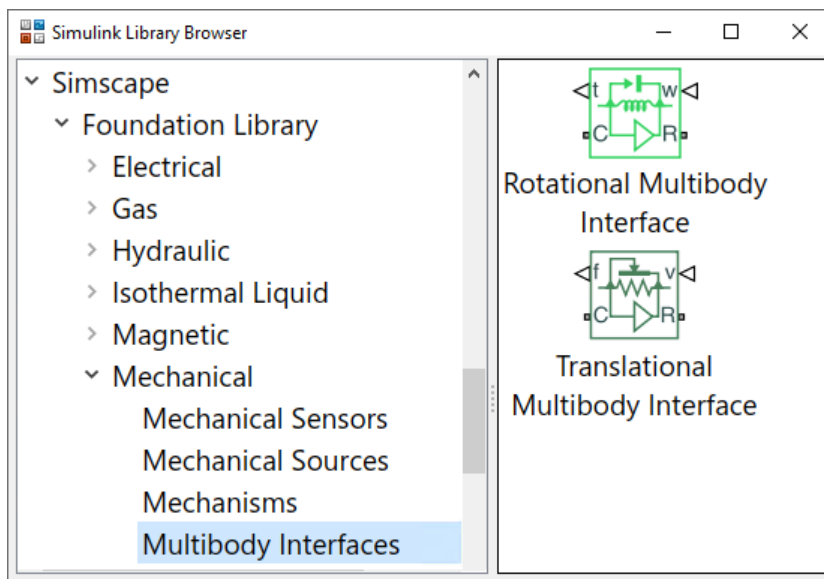 Simulink Library Browser
Simscape
Foundation Library
Electrical
Gas
Hydraulic
Isothermal Liquid
Magnetic
Mechanical
Mechanical Sensors
Mechanical Sources
Mechanisms
Multibody Interfaces
t w
C R
Rotational Multibody
Interface
f v
C R
Translational
Multibody Interface